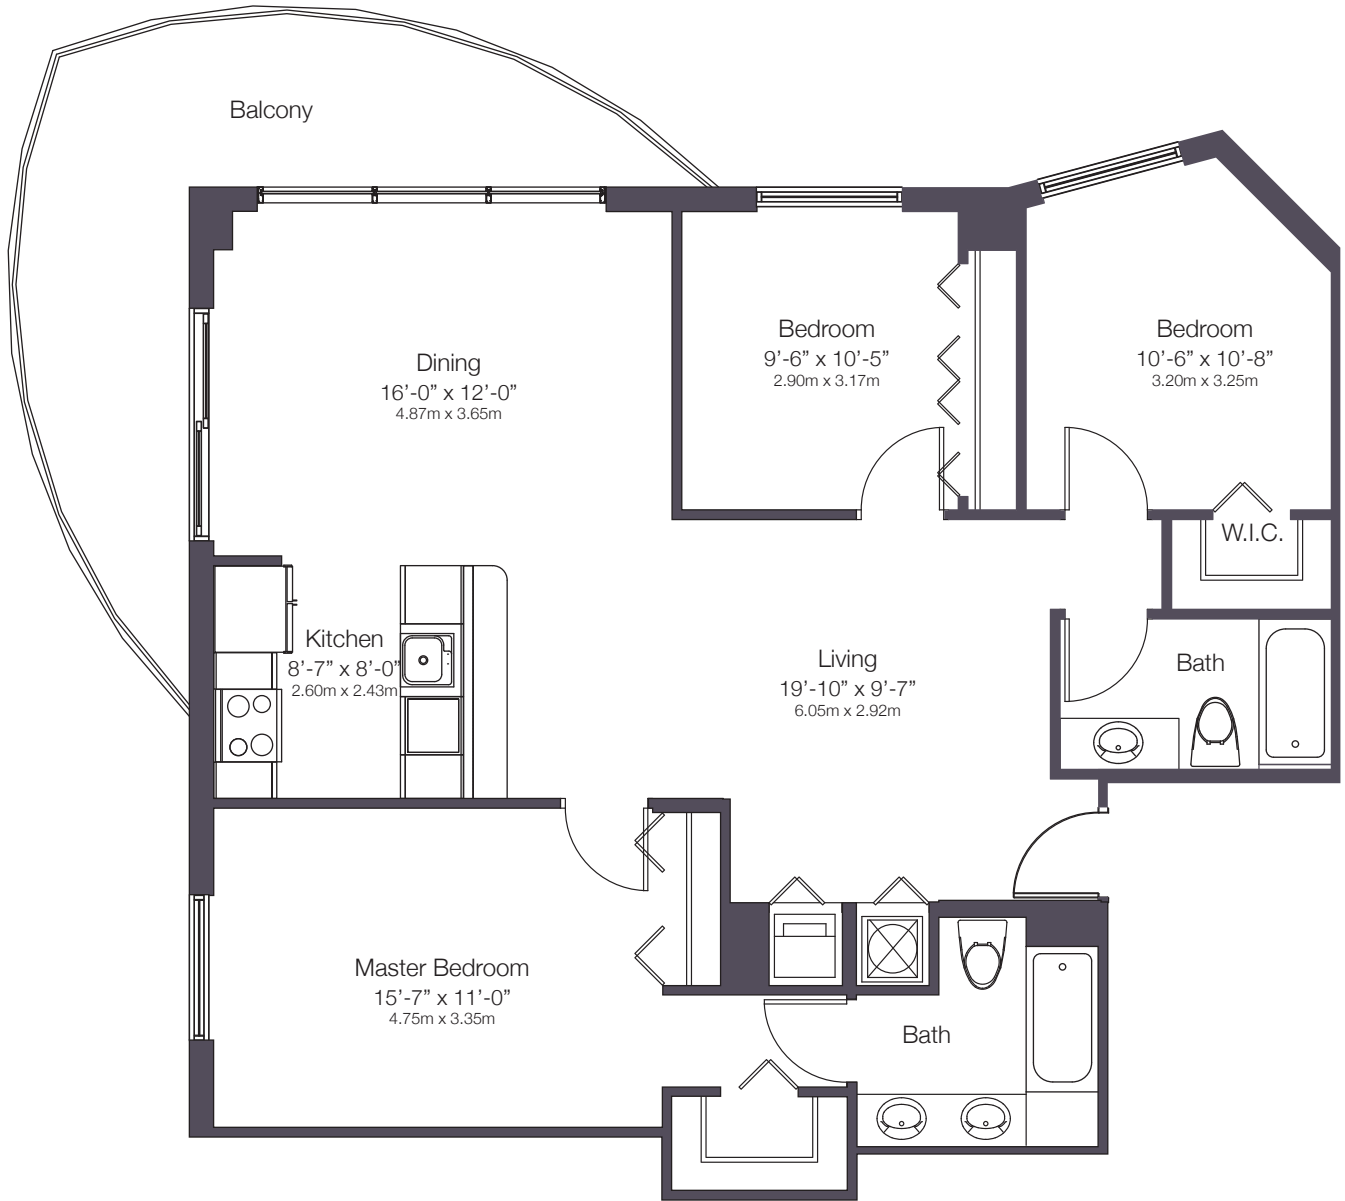 Balcony
Dining
16’-0” x 12’-0”
4.87m x 3.65m
Bedroom
9’-6” x 10’-5”
2.90m x 3.17m
Bedroom
10’-6” x 10’-8”
3.20m x 3.25m
W.I.C.
Kitchen
8’-7” x 8’-0”
2.60m x 2.43m
Living
19’-10” x 9’-7”
6.05m x 2.92m
Bath
Master Bedroom
15’-7” x 11’-0”
4.75m x 3.35m
Bath